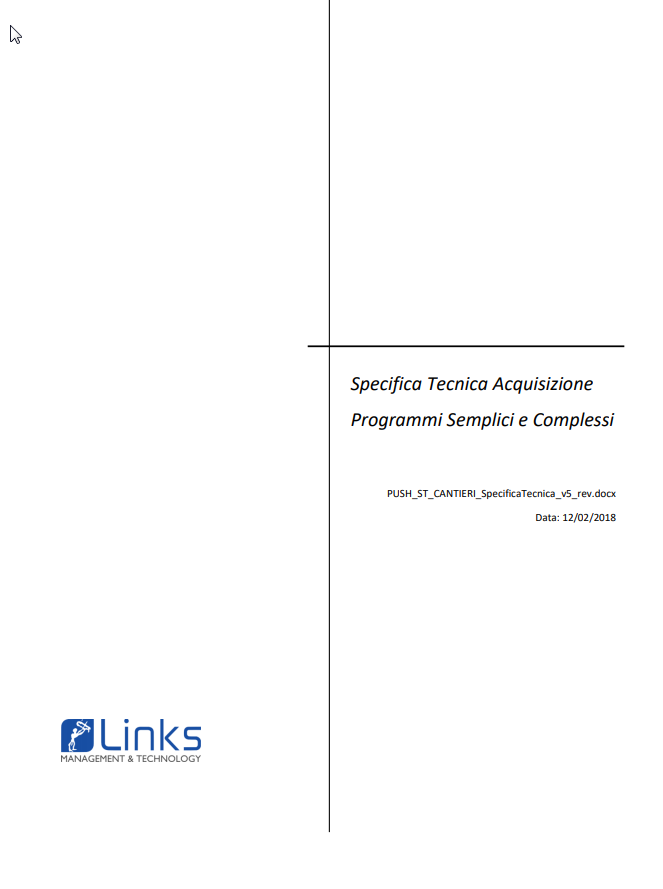 Specifica Tecnica Acquisizione
Programmi Semplici e Complessi
PUSH_ST_CANTIERI_SpecificaTecnica_v5_rev.docx
Data: 12/02/2018
Links
MANAGEMENT & TECHNOLOGY